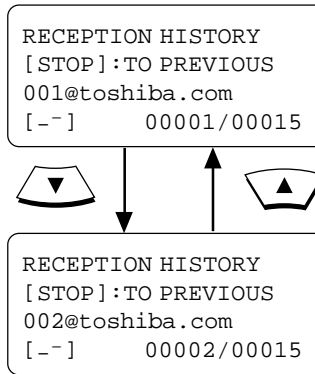 RECEPTION HISTORY
[STOP]:TO PREVIOUS
001@toshiba.com
[₋⁻] 00001/00015
RECEPTION HISTORY
[STOP]:TO PREVIOUS
002@toshiba.com
[₋⁻] 00002/00015